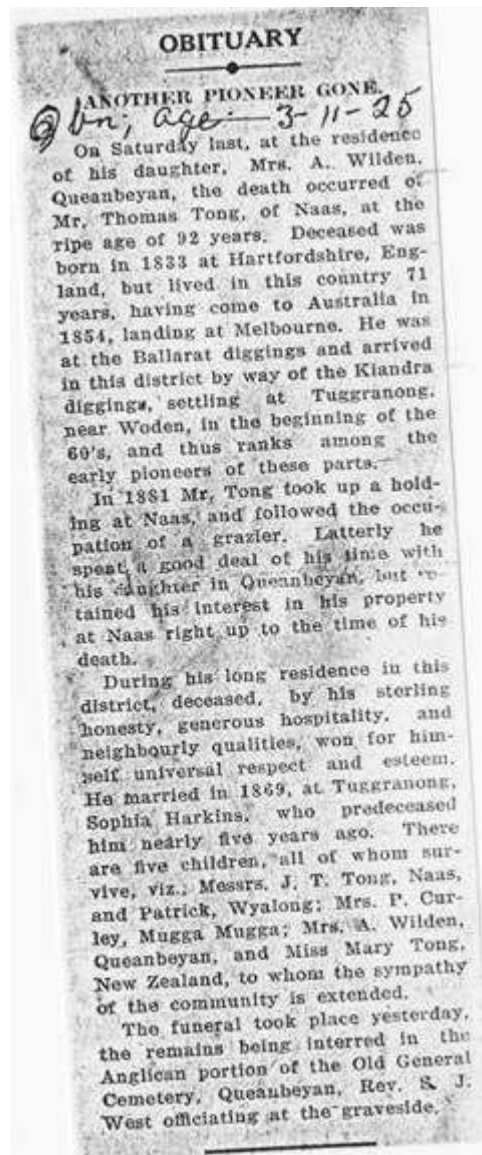 OBITUARY
ANOTHER PIONEER GONE.
Qbn; age 3-11-25
On Saturday last, at the residence
of his daughter, Mrs. A. Wilden,
Queanbeyan, the death occurred of
Mr. Thomas Tong, of Naas, at the
ripe age of 92 years. Deceased was
born in 1833 at Hartfordshire, Eng-
land, but lived in this country 71
years, having come to Australia in
1854, landing at Melbourne. He was
at the Ballarat diggings and arrived
in this district by way of the Kiandra
diggings, settling at Tuggranong,
near Woden, in the beginning of the
60's, and thus ranks among the
early pioneers of these parts.
In 1881 Mr. Tong took up a hold-
ing at Naas, and followed the occu-
pation of a grazier. Latterly he
spent a good deal of his time with
his daughter in Queanbeyan, but re-
tained his interest in his property
at Naas right up to the time of his
death.
During his long residence in this
district, deceased, by his sterling
honesty, generous hospitality, and
neighbourly qualities, won for him-
self universal respect and esteem.
He married in 1869, at Tuggranong,
Sophia Harkins, who predeceased
him nearly five years ago. There
are five children, all of whom sur-
vive, viz.: Messrs. J. T. Tong, Naas,
and Patrick, Wyalong; Mrs. P. Cur-
ley, Mugga Mugga; Mrs. A. Wilden,
Queanbeyan, and Miss Mary Tong,
New Zealand, to whom the sympathy
of the community is extended.
The funeral took place yesterday,
the remains being interred in the
Anglican portion of the Old General
Cemetery, Queanbeyan, Rev. S. J.
West officiating at the graveside.